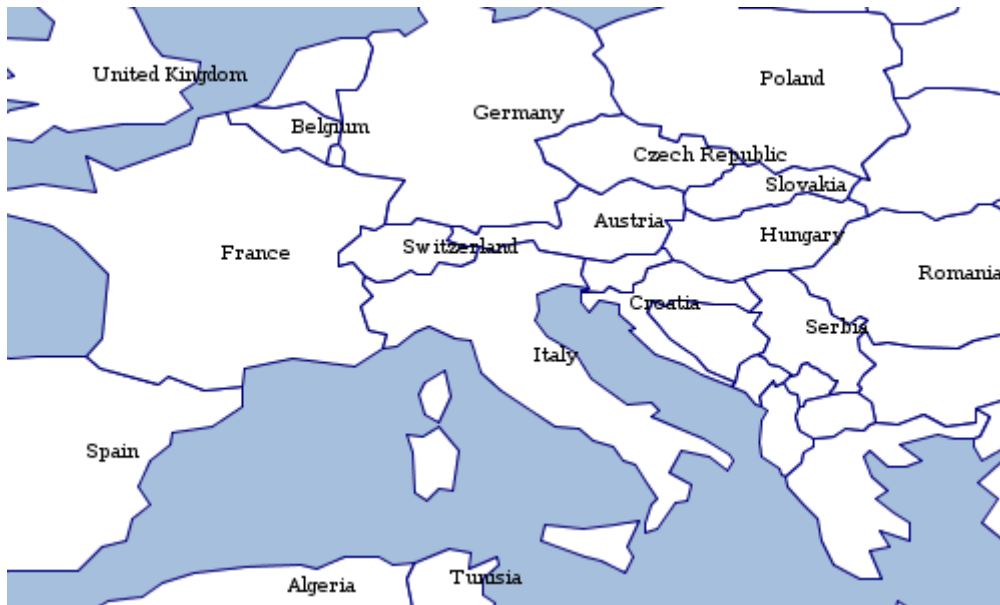 United Kingdom
Poland
Germany
Belgium
Czech Republic
Slovakia
Austria
Hungary
Switzerland
France
Romania
Croatia
Serbia
Italy
Spain
Tunisia
Algeria